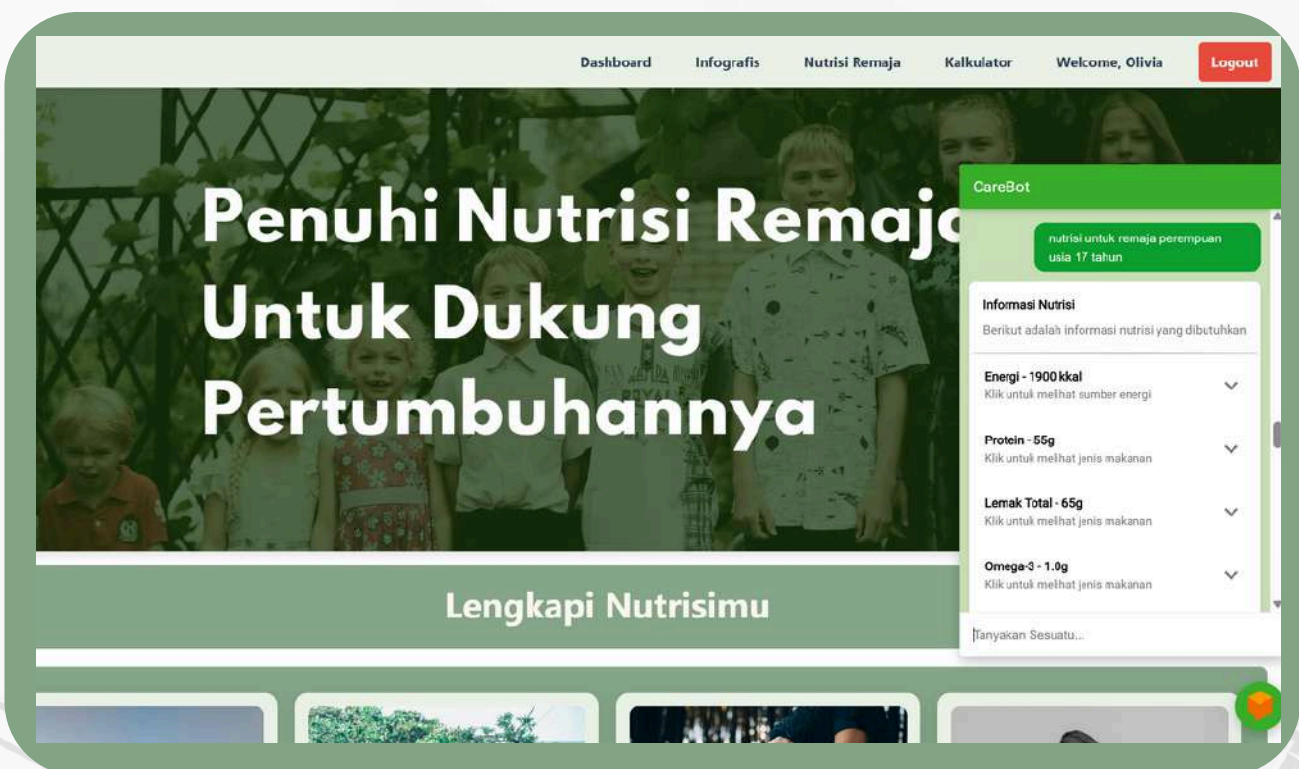 Dashboard
Infografis
Nutrisi Remaja
Kalkulator
Welcome, Olivia
Logout
Penuhi Nutrisi Remaja
Untuk Dukung
Pertumbuhannya
Lengkapi Nutrisimu
CareBot
nutrisi untuk remaja perempuan
usia 17 tahun
Informasi Nutrisi
Berikut adalah informasi nutrisi yang dibutuhkan
Energi - 1900 kkal
Klik untuk melihat sumber energi
Protein - 55g
Klik untuk melihat jenis makanan
Lemak Total - 65g
Klik untuk melihat jenis makanan
Omega-3 - 1.0g
Klik untuk melihat jenis makanan
Tanyakan Sesuatu...